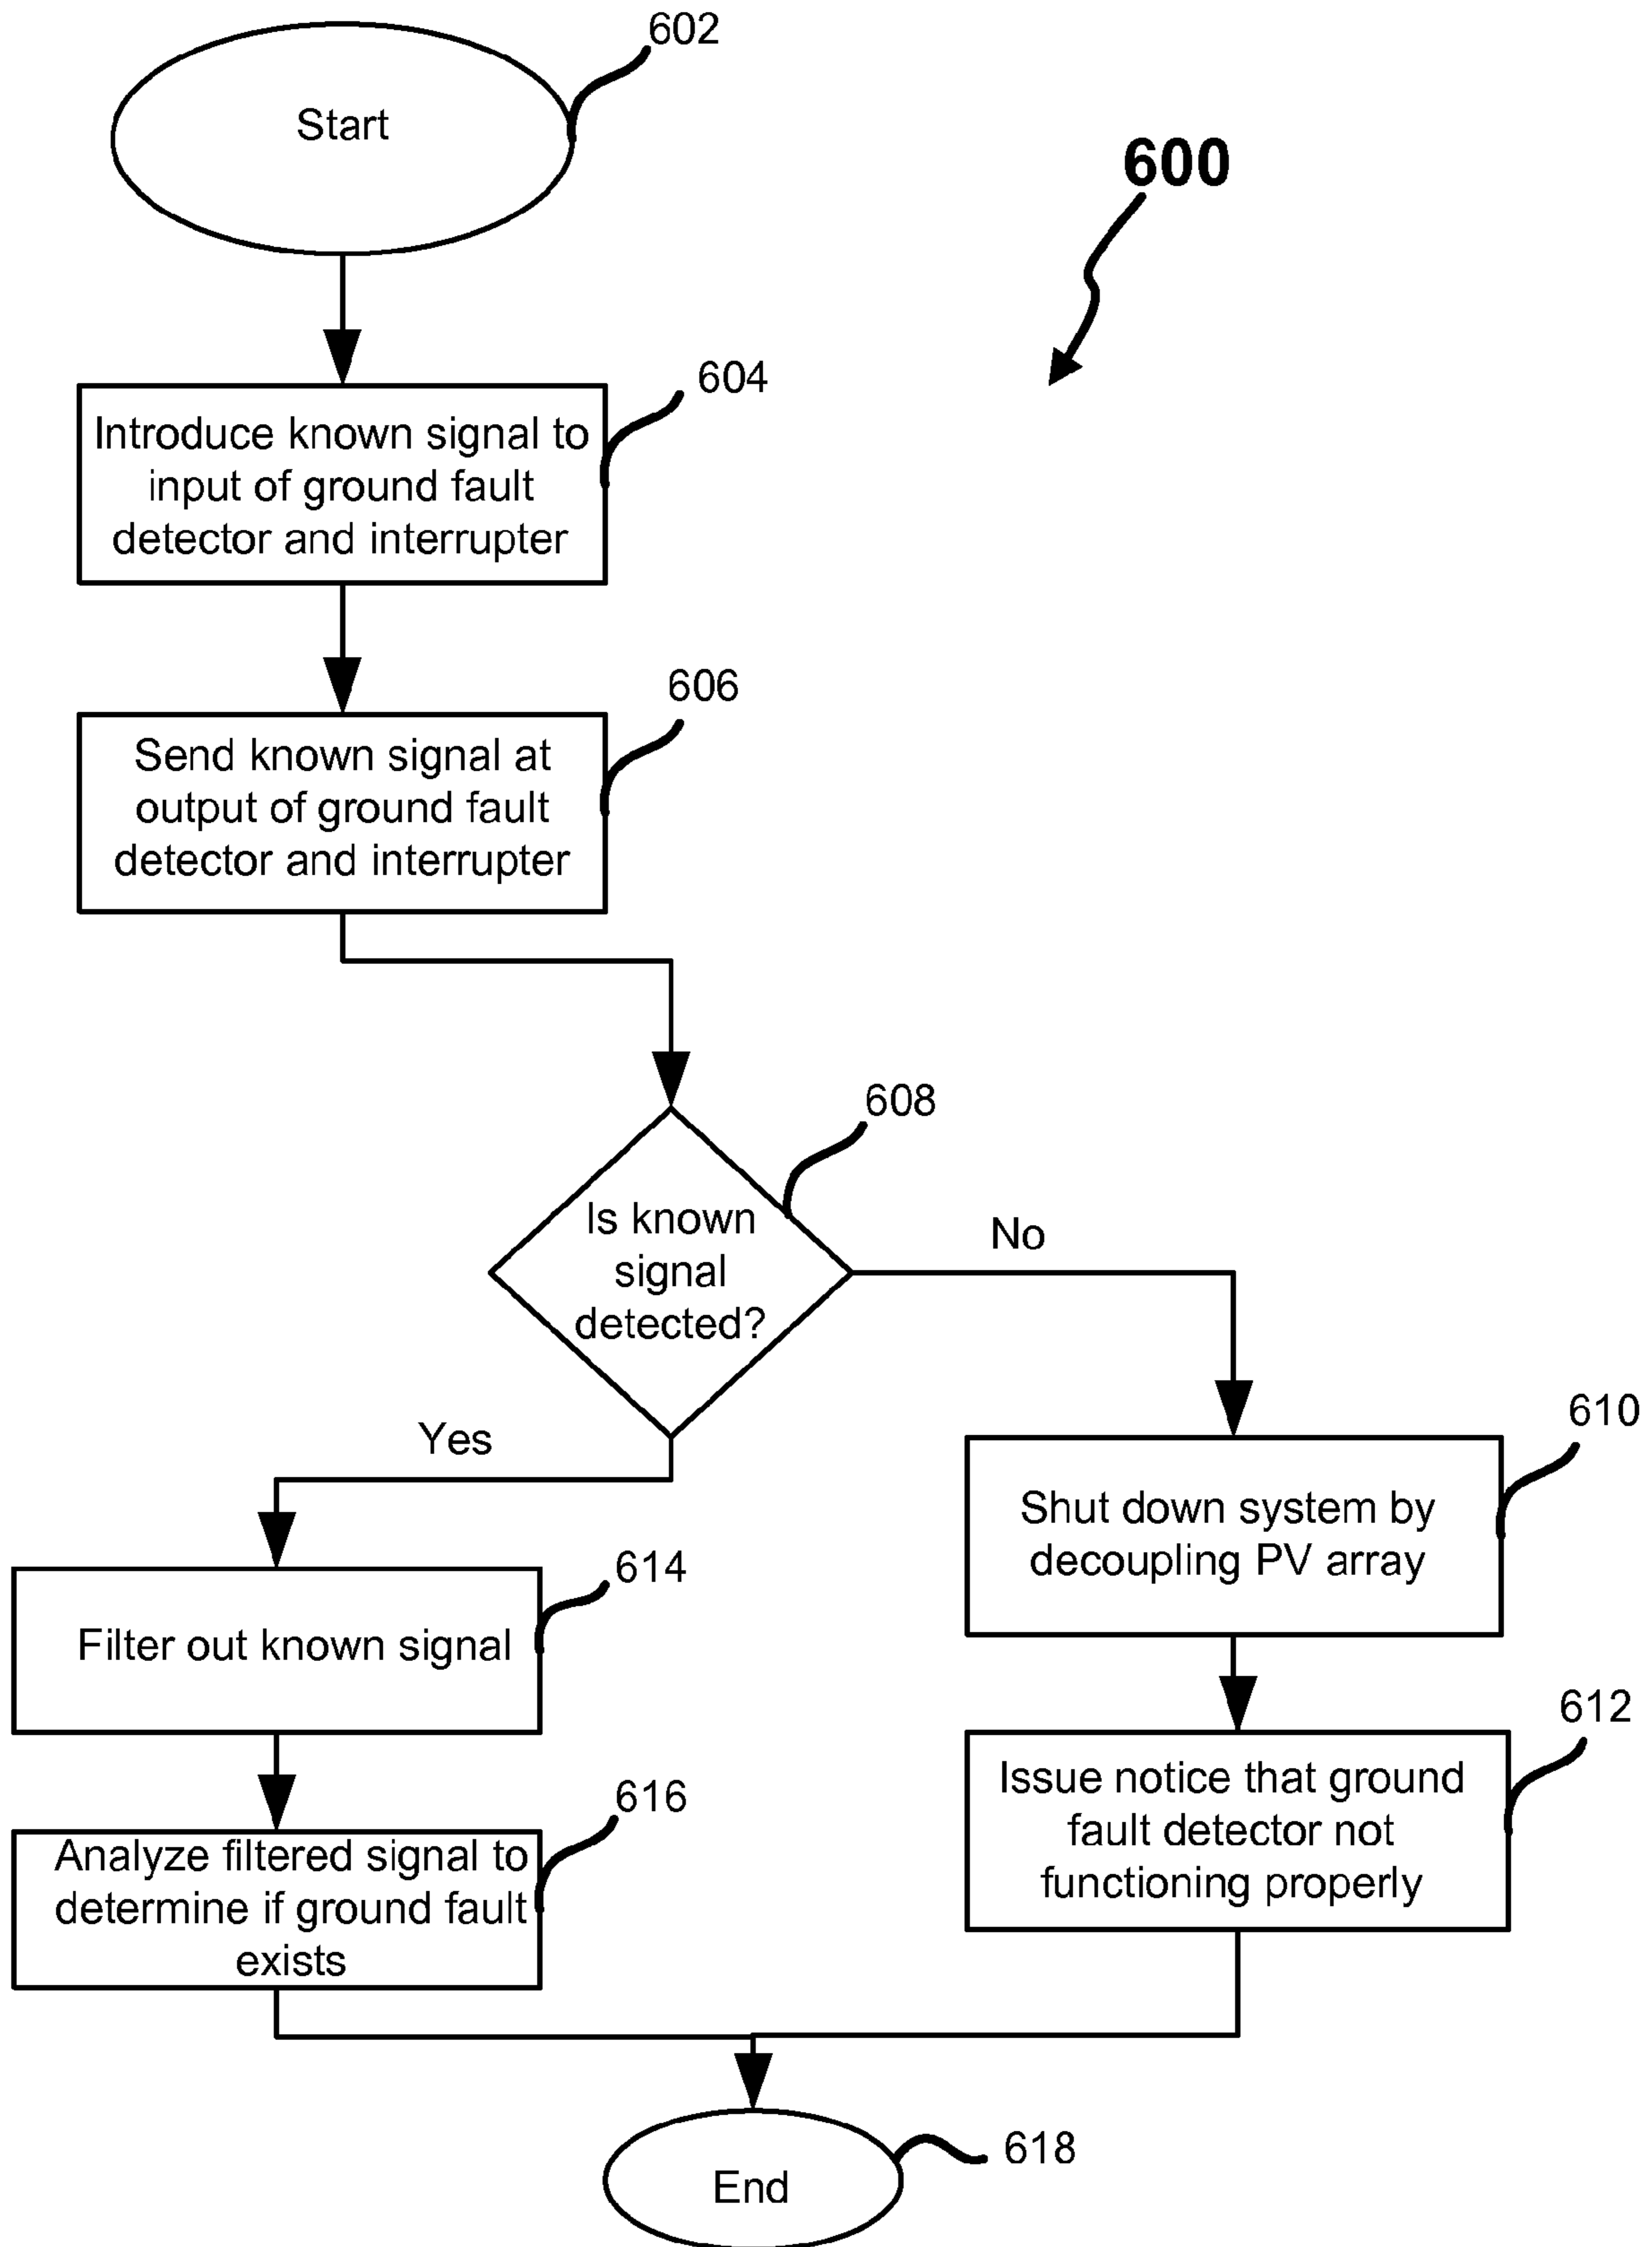 602
Start
600
604
Introduce known signal to
input of ground fault
detector and interrupter
606
Send known signal at
output of ground fault
detector and interrupter
608
Is known
signal
detected?
No
Yes
610
Shut down system by
decoupling PV array
614
Filter out known signal
612
Issue notice that ground
fault detector not
functioning properly
616
Analyze filtered signal to
determine if ground fault
exists
618
End